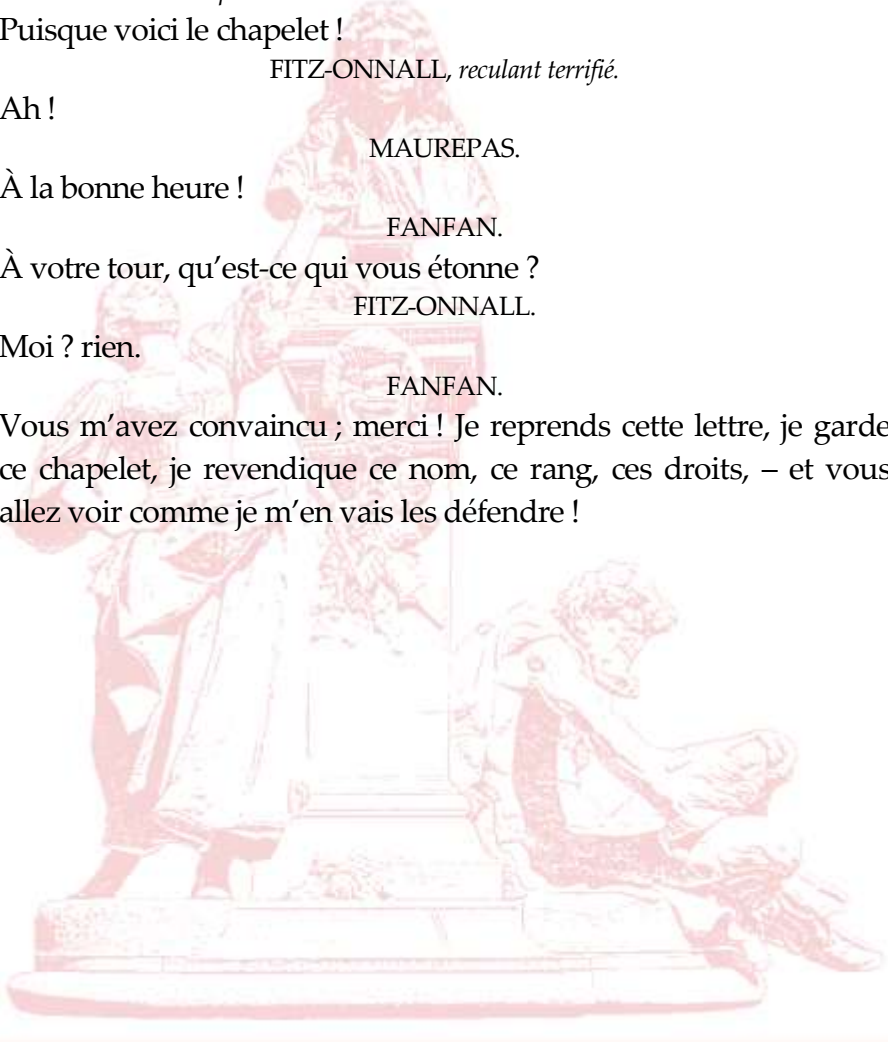 Puisque voici le chapelet !
FITZ-ONNALL, reculant terrifié.
Ah !
MAUREPAS.
À la bonne heure !
FANFAN.
À votre tour, qu’est-ce qui vous étonne ?
FITZ-ONNALL.
Moi ? rien.
FANFAN.
Vous m’avez convaincu ; merci ! Je reprends cette lettre, je garde
ce chapelet, je revendique ce nom, ce rang, ces droits, – et vous
allez voir comme je m’en vais les défendre !